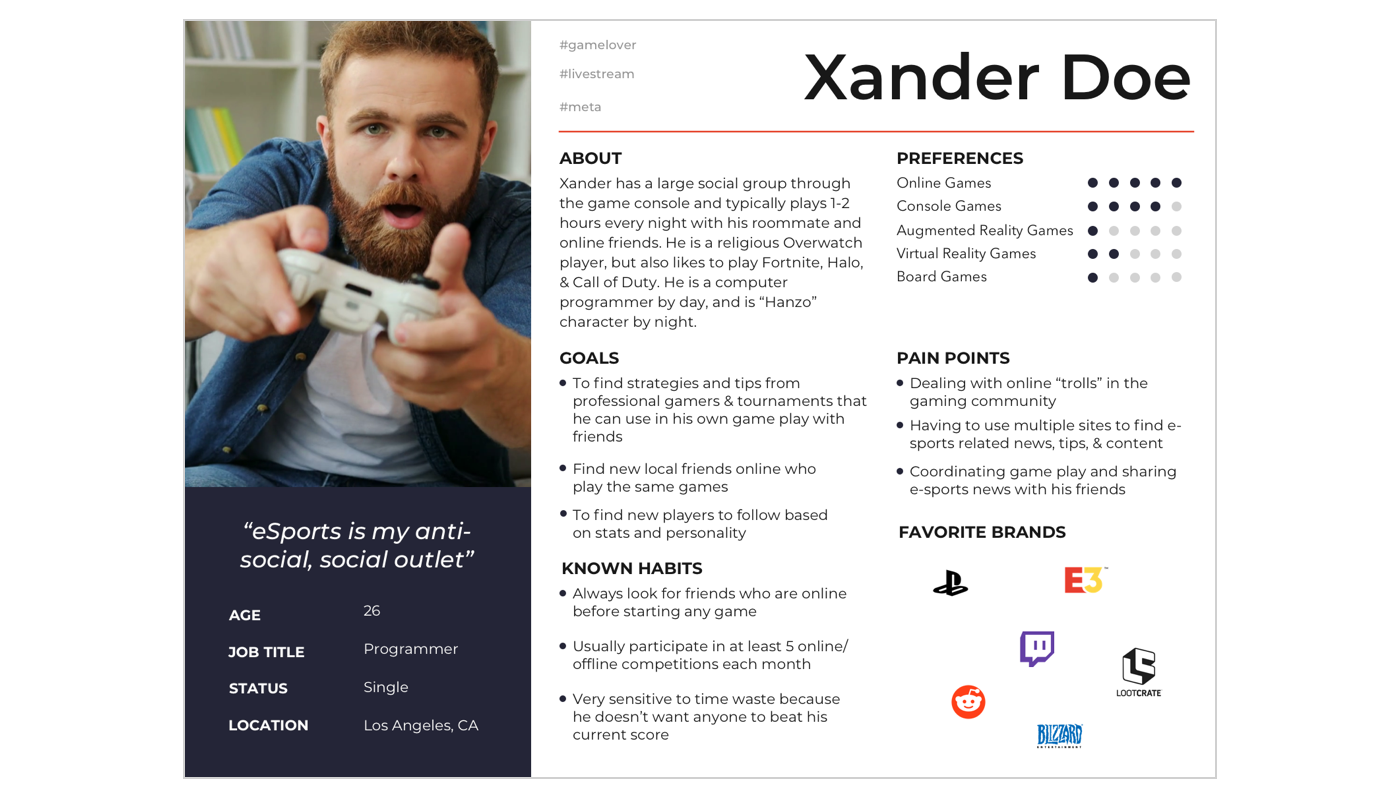 #gamelover
#livestream
#meta
Xander Doe
ABOUT
Xander has a large social group through
the game console and typically plays 1-2
hours every night with his roommate and
online friends. He is a religious Overwatch
player, but also likes to play Fortnite, Halo,
& Call of Duty. He is a computer
programmer by day, and is “Hanzo”
character by night.
PREFERENCES
Online Games
Console Games
Augmented Reality Games
Virtual Reality Games
Board Games
GOALS
To find strategies and tips from
professional gamers & tournaments that
he can use in his own game play with
friends
Find new local friends online who
play the same games
To find new players to follow based
on stats and personality
PAIN POINTS
Dealing with online “trolls” in the
gaming community
Having to use multiple sites to find e-
sports related news, tips, & content
Coordinating game play and sharing
e-sports news with his friends
KNOWN HABITS
Always look for friends who are online
before starting any game
Usually participate in at least 5 online/
offline competitions each month
Very sensitive to time waste because
he doesn’t want anyone to beat his
current score
FAVORITE BRANDS
E3™
LOOTCRATE
BLIZZARD
ENTERTAINMENT
“eSports is my anti-
social, social outlet”
AGE 26
JOB TITLE Programmer
STATUS Single
LOCATION Los Angeles, CA